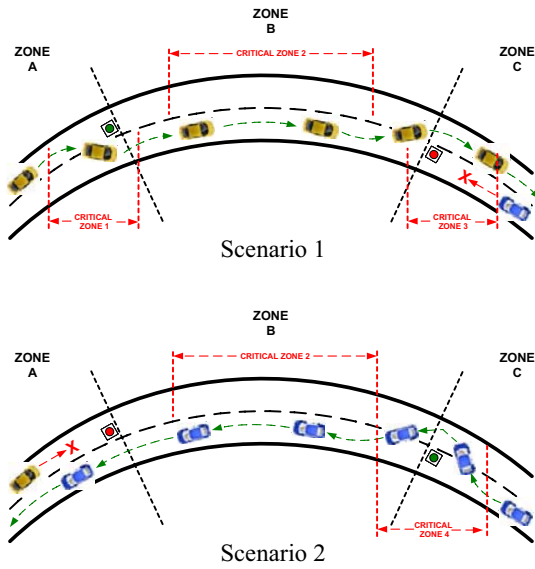 ZONE
B
ZONE
A
ZONE
C
CRITICAL ZONE 2
CRITICAL
ZONE 1
X
CRITICAL
ZONE 3
Scenario 1
ZONE
B
ZONE
A
ZONE
C
CRITICAL ZONE 2
X
CRITICAL
ZONE 4
Scenario 2